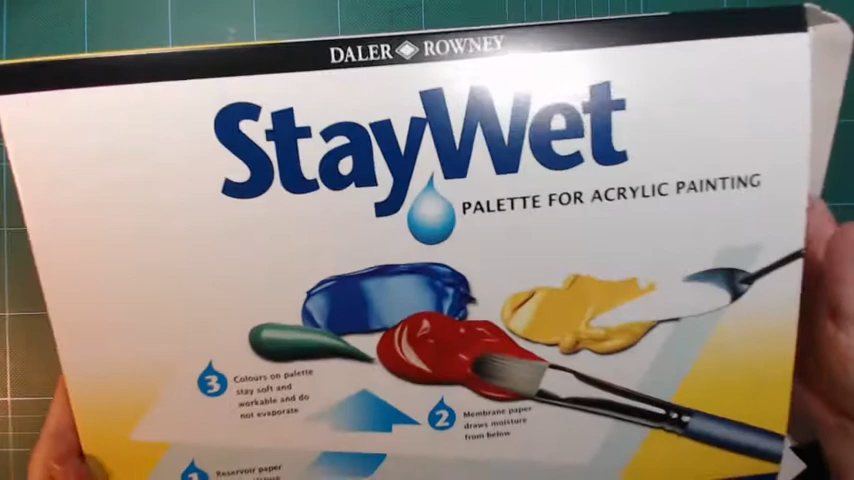 DALER ROWNEY
StayWet
PALETTE FOR ACRYLIC PAINTING
3 Colours on palette
stay soft and
workable and do
not evaporate
2 Membrane paper
draws moisture
from below
1 Reservoir paper